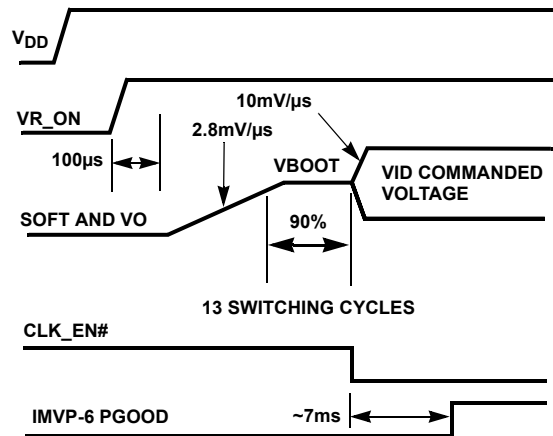 VDD
VR_ON
10mV/µs
2.8mV/µs
100µs
VBOOT
VID COMMANDED
VOLTAGE
SOFT AND VO
90%
13 SWITCHING CYCLES
CLK_EN#
IMVP-6 PGOOD
~7ms